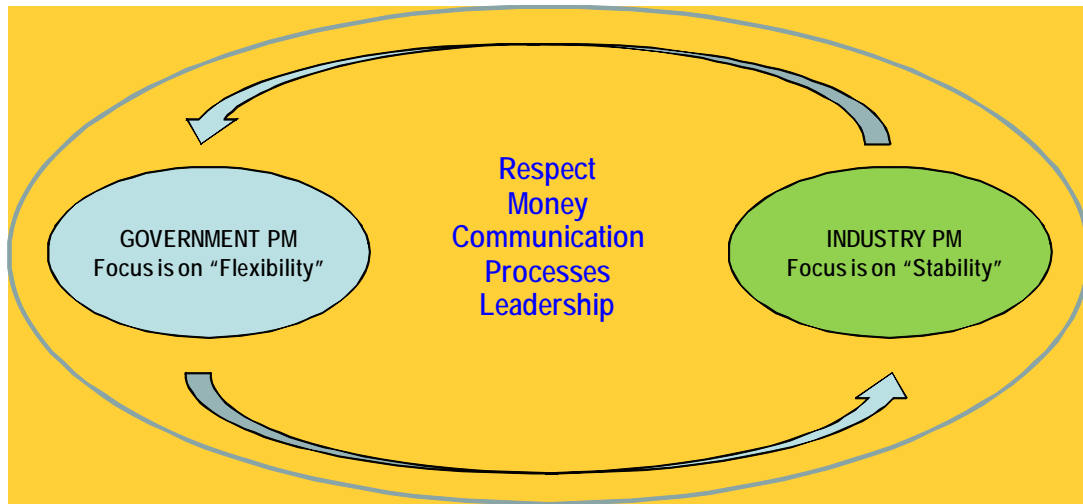 Respect
Money
Communication
Processes
Leadership
GOVERNMENT PM
Focus is on “Flexibility”
INDUSTRY PM
Focus is on “Stability”